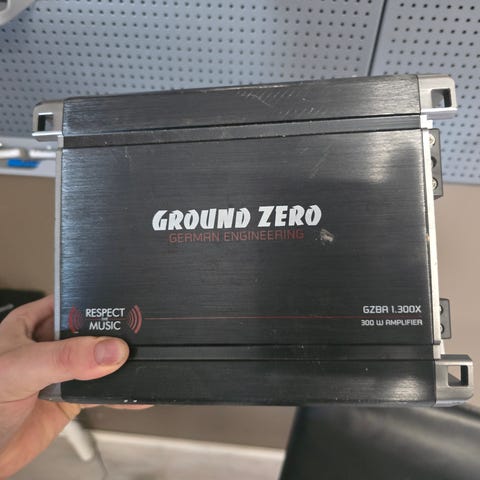 GROUND ZERO
GERMAN ENGINEERING
RESPECT
THE
MUSIC
GZBA 1.300X
300 W AMPLIFIER